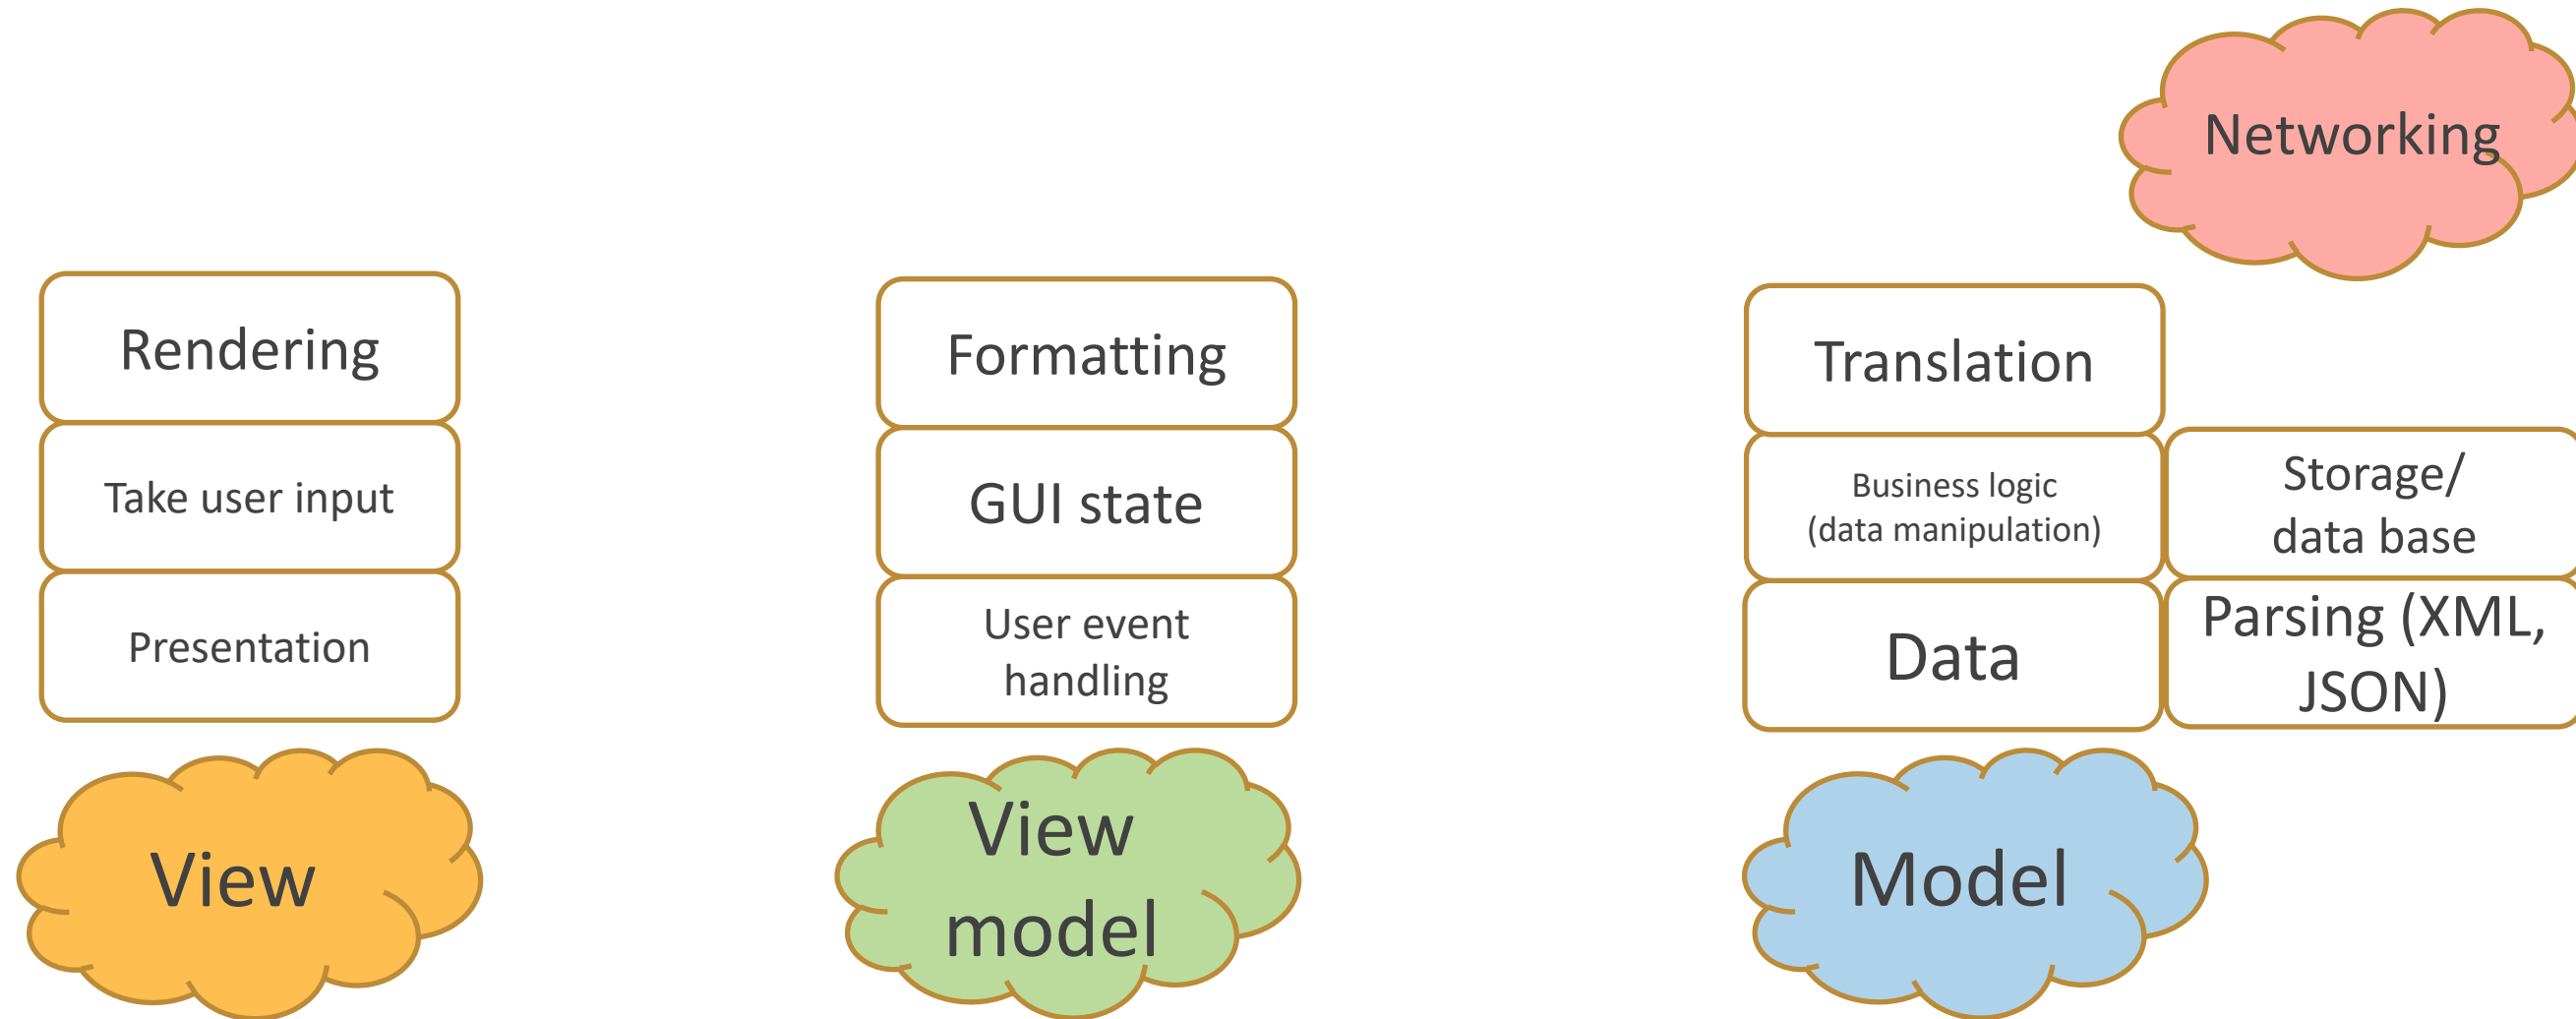 Networking
Rendering
Take user input
Presentation
View
Formatting
GUI state
User event
handling
View
model
Translation
Business logic
(data manipulation)
Data
Storage/
data base
Parsing (XML,
JSON)
Model